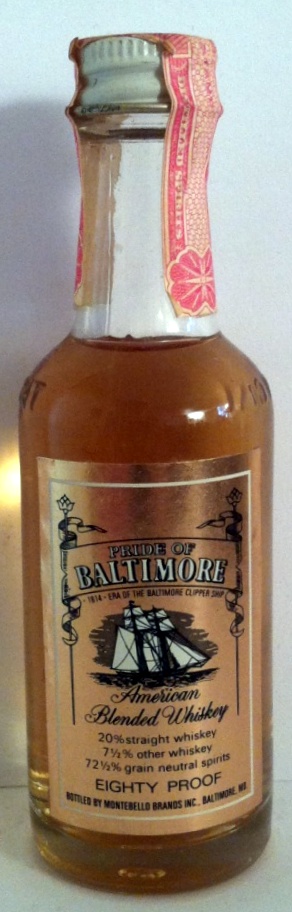 PRIDE OF
BALTIMORE
- 1814 - ERA OF THE BALTIMORE CLIPPER SHIP
American
Blended Whiskey
20% straight whiskey
7½% other whiskey
72½% grain neutral spirits
EIGHTY PROOF
BOTTLED BY MONTEBELLO BRANDS INC., BALTIMORE, MD.